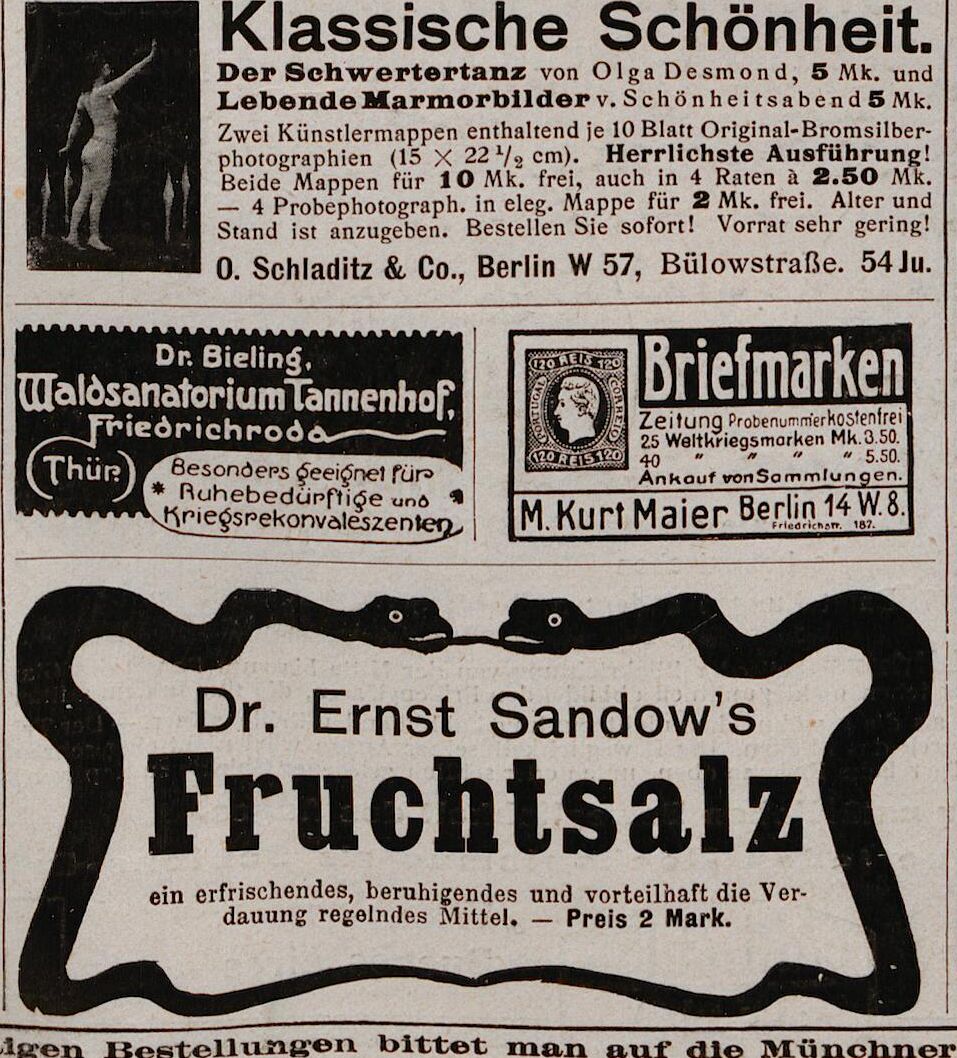 Klassische Schönheit.
Der Schwertertanz von Olga Desmond, 5 Mk. und
Lebende Marmorbilder v. Schönheitsabend 5 Mk.
Zwei Künstlermappen enthaltend je 10 Blatt Original-Bromsilber-
photographien (15 × 22 1/2 cm). Herrlichste Ausführung!
Beide Mappen für 10 Mk. frei, auch in 4 Raten à 2.50 Mk.
— 4 Probephotograph. in eleg. Mappe für 2 Mk. frei. Alter und
Stand ist anzugeben. Bestellen Sie sofort! Vorrat sehr gering!
O. Schladitz & Co., Berlin W 57, Bülowstraße. 54 Ju.
Dr. Bieling,
Waldsanatorium Tannenhof,
Friedrichroda
(Thür.)
Besonders geeignet für
* Ruhebedürftige und
Kriegsrekonvaleszenten
120 REIS 120
PORTUGAL
CORREIO
120 REIS 120
Briefmarken
Zeitung Probenummer kostenfrei
25 Weltkriegsmarken Mk. 3.50.
40 " " " " 5.50.
Ankauf von Sammlungen.
M. Kurt Maier Berlin 14 W. 8.
Friedrichstr. 187.
Dr. Ernst Sandow's
Fruchtsalz
ein erfrischendes, beruhigendes und vorteilhaft die Ver-
dauung regelndes Mittel. — Preis 2 Mark.
igen Bestellungen bittet man auf die Münchner